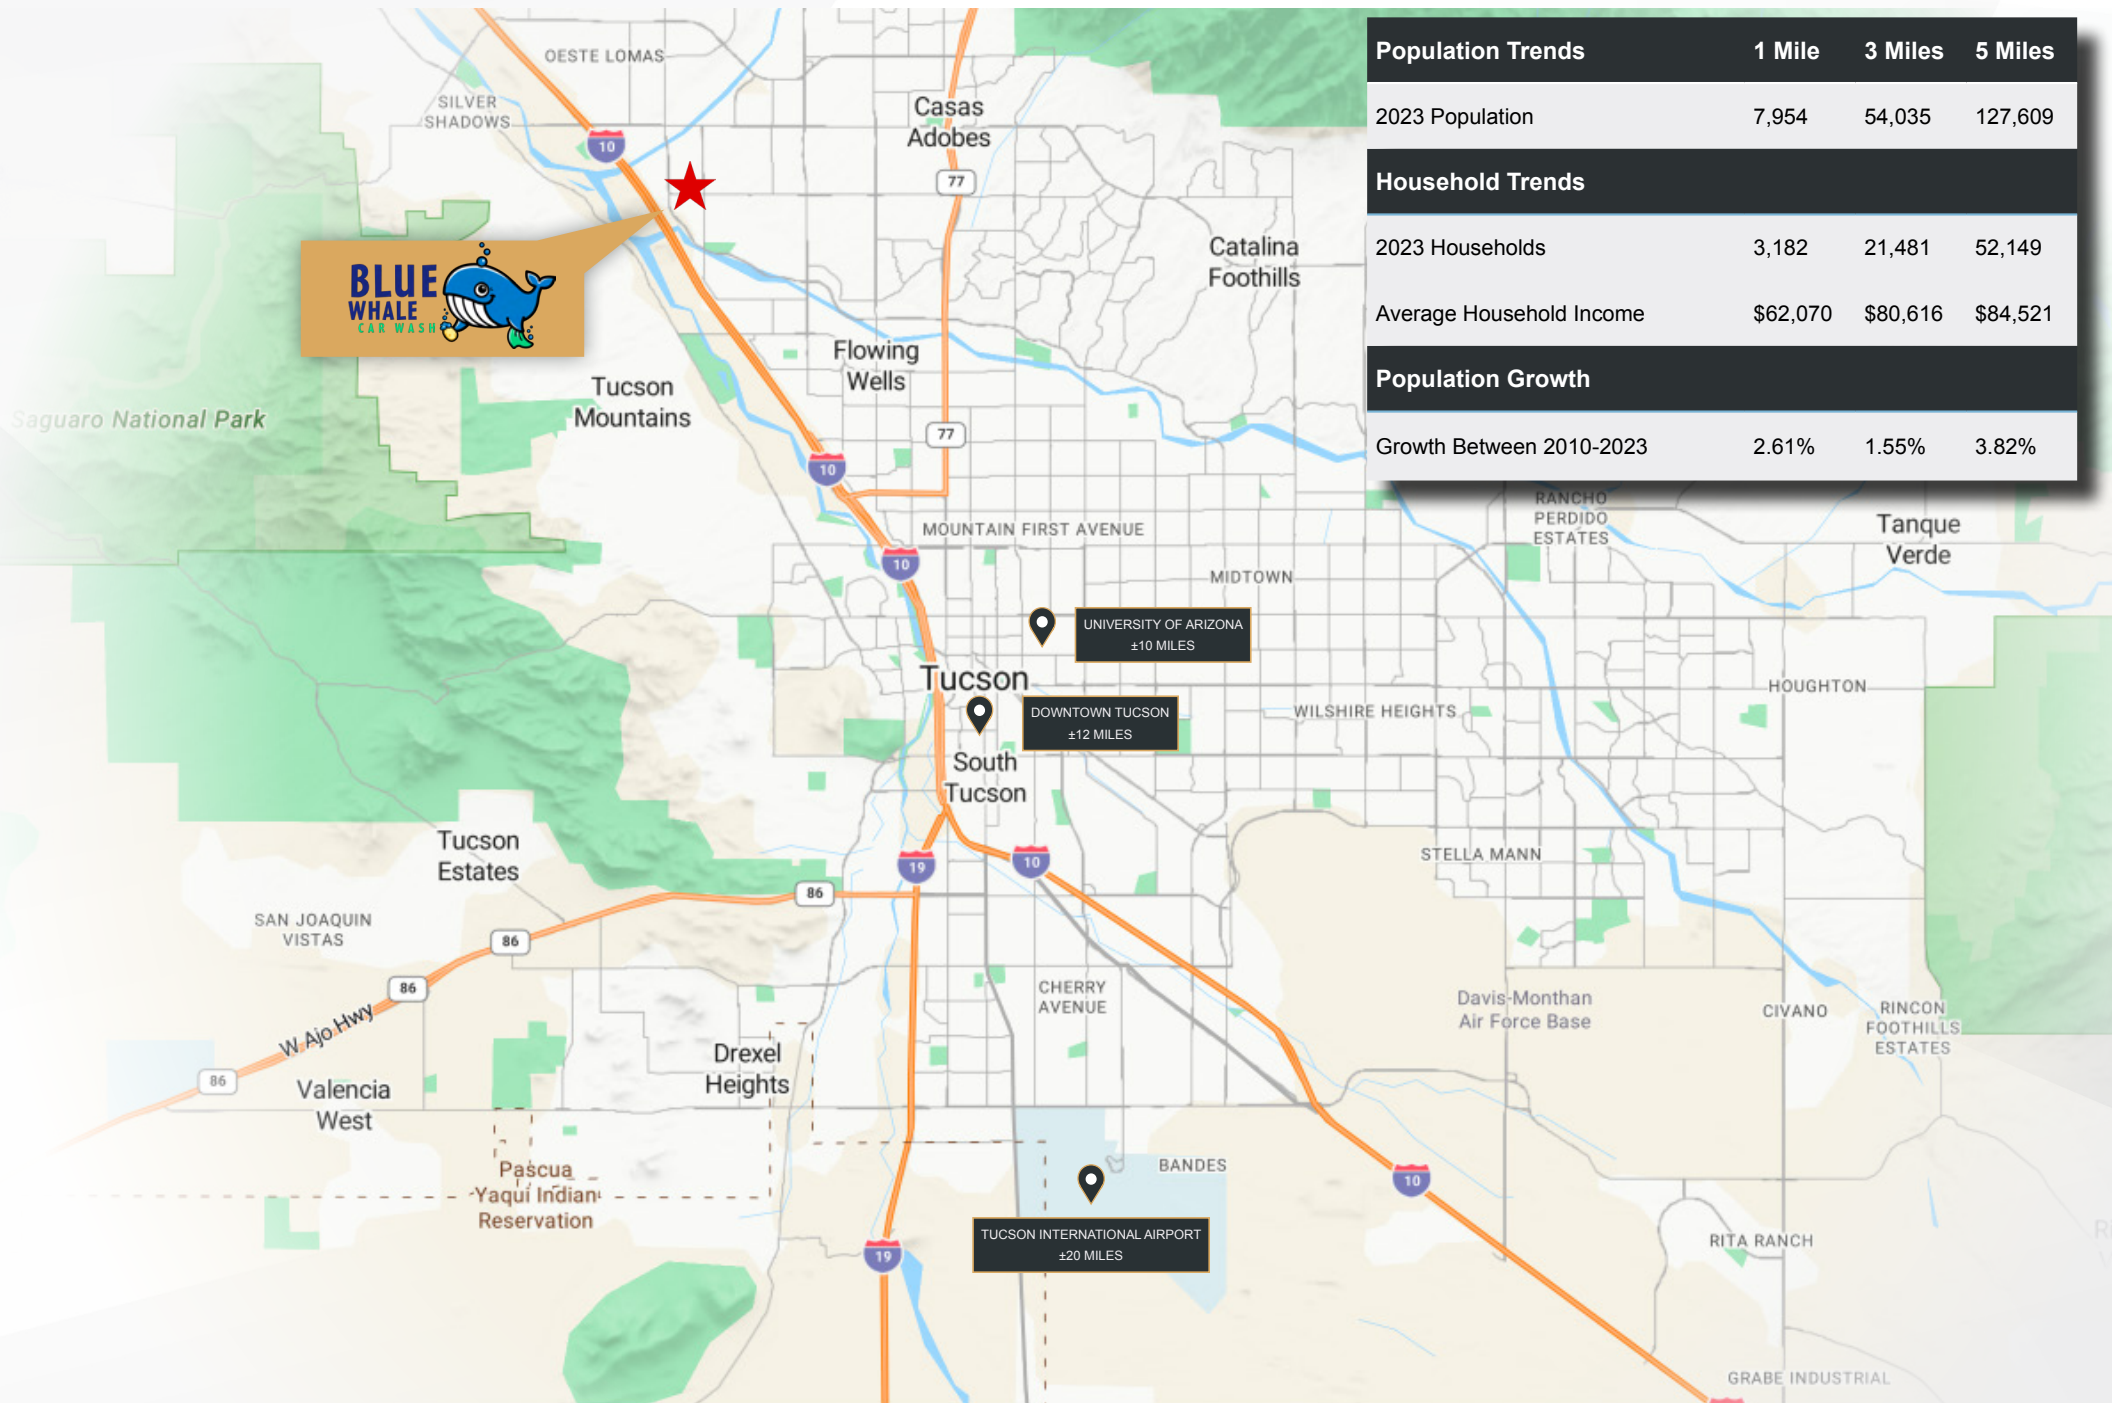 Population Trends 1 Mile 3 Miles 5 Miles
2023 Population 7,954 54,035 127,609
Household Trends
2023 Households 3,182 21,481 52,149
Average Household Income $62,070 $80,616 $84,521
Population Growth
Growth Between 2010-2023 2.61% 1.55% 3.82%
OESTE LOMAS
SILVER
SHADOWS
Casas
Adobes
10
77
BLUE
WHALE
CAR WASH
Catalina
Foothills
Flowing
Wells
Tucson
Mountains
Saguaro National Park
77
10
MOUNTAIN FIRST AVENUE
RANCHO
PERDIDO
ESTATES
Tanque
Verde
10
MIDTOWN
UNIVERSITY OF ARIZONA
±10 MILES
Tucson
HOUGHTON
DOWNTOWN TUCSON
±12 MILES
WILSHIRE HEIGHTS
South
Tucson
Tucson
Estates
STELLA MANN
19
10
86
SAN JOAQUIN
VISTAS
86
86
W Ajo Hwy
CHERRY
AVENUE
Davis-Monthan
Air Force Base
CIVANO
RINCON
FOOTHILLS
ESTATES
Drexel
Heights
86
Valencia
West
Pascua
Yaqui Indian
Reservation
BANDES
10
TUCSON INTERNATIONAL AIRPORT
±20 MILES
19
RITA RANCH
GRABE INDUSTRIAL